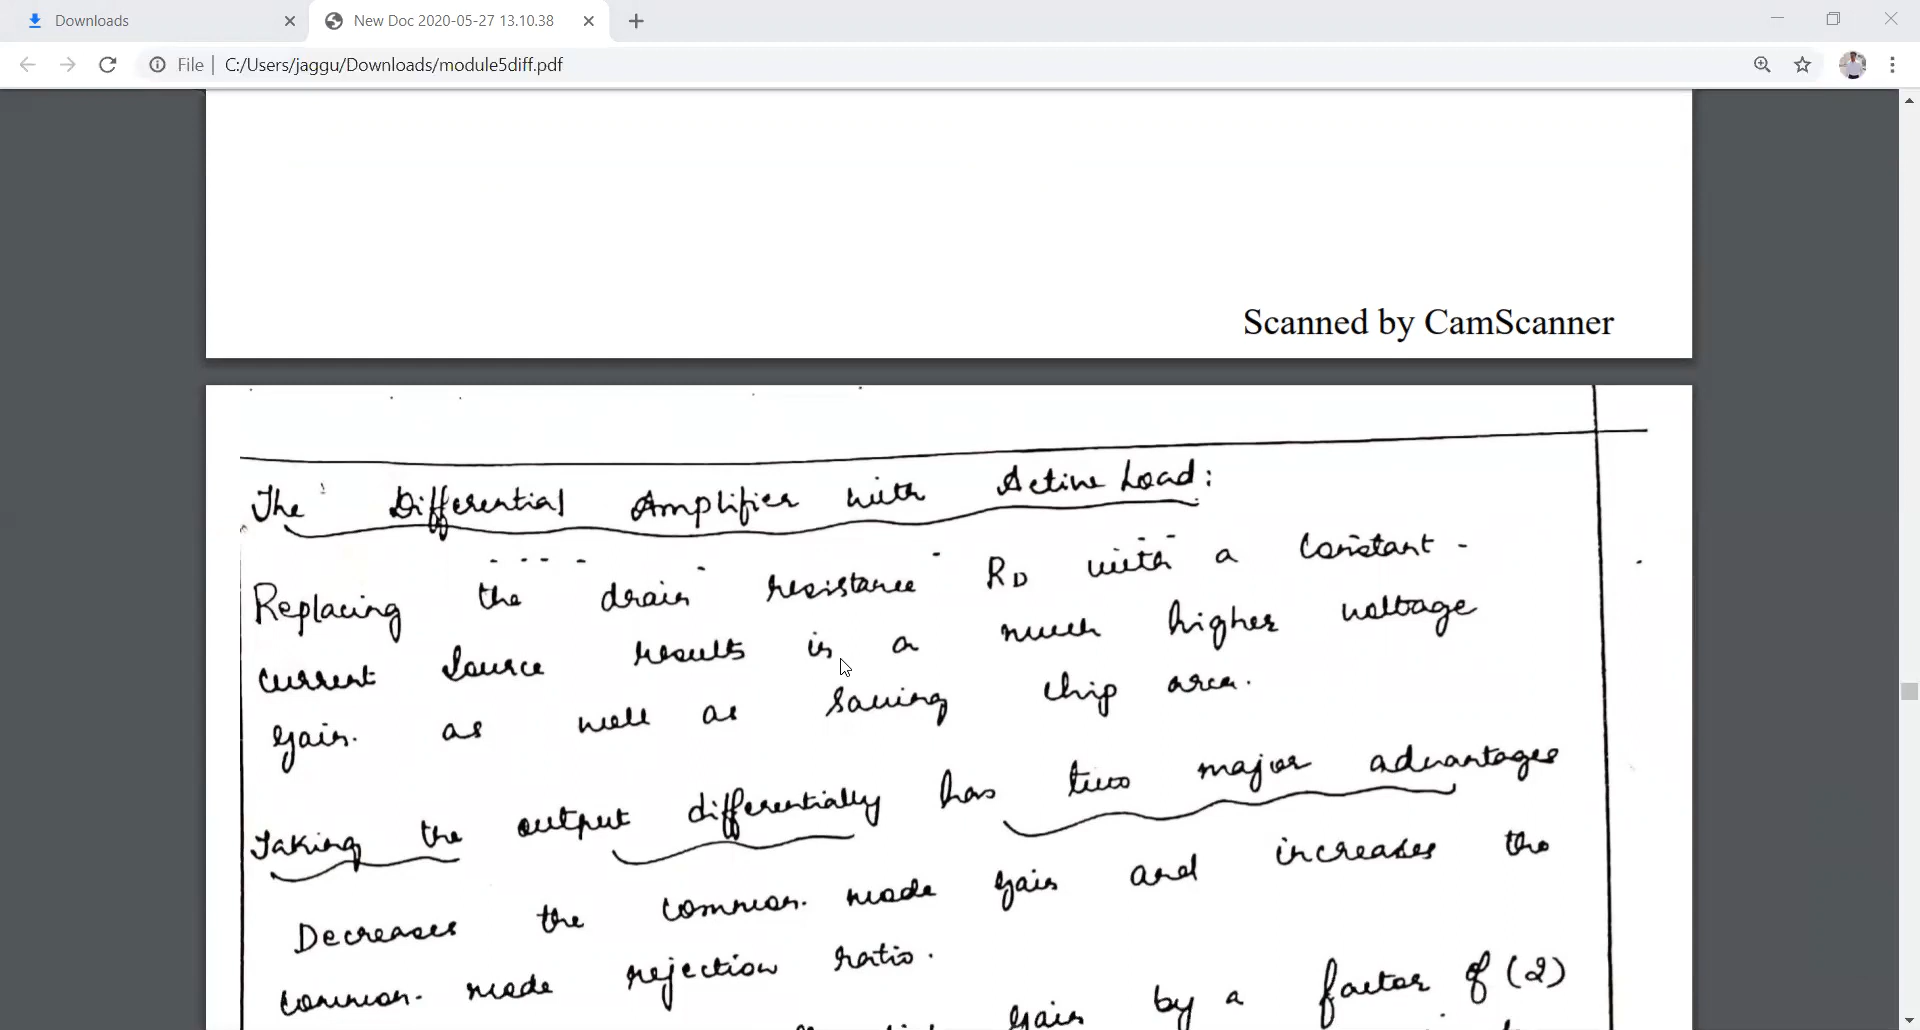 Downloads
New Doc 2020-05-27 13.10.38
File | C:/Users/jaggu/Downloads/module5diff.pdf
Scanned by CamScanner
The Differential Amplifier with Active Load:
Replacing the drain resistance RD with a constant-
current source results in a much higher voltage
gain. as well as saving chip area.
Taking the output differentially has two major advantages
Decreases the common-mode gain and increases the
common-mode rejection ratio.
gain by a factor of (2)